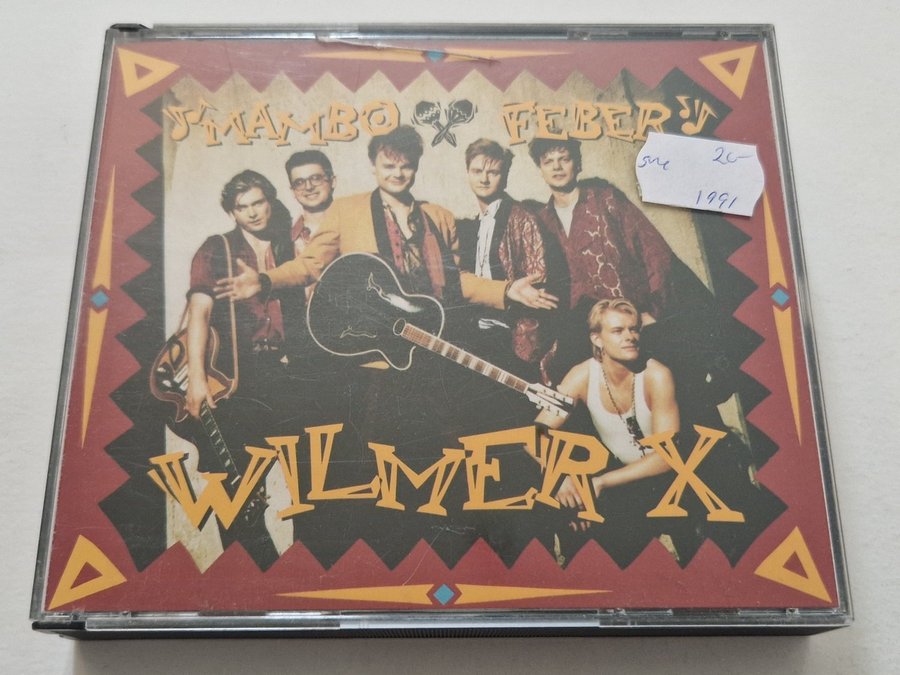 MAMBO FEBER
20-
1991
WILMER X